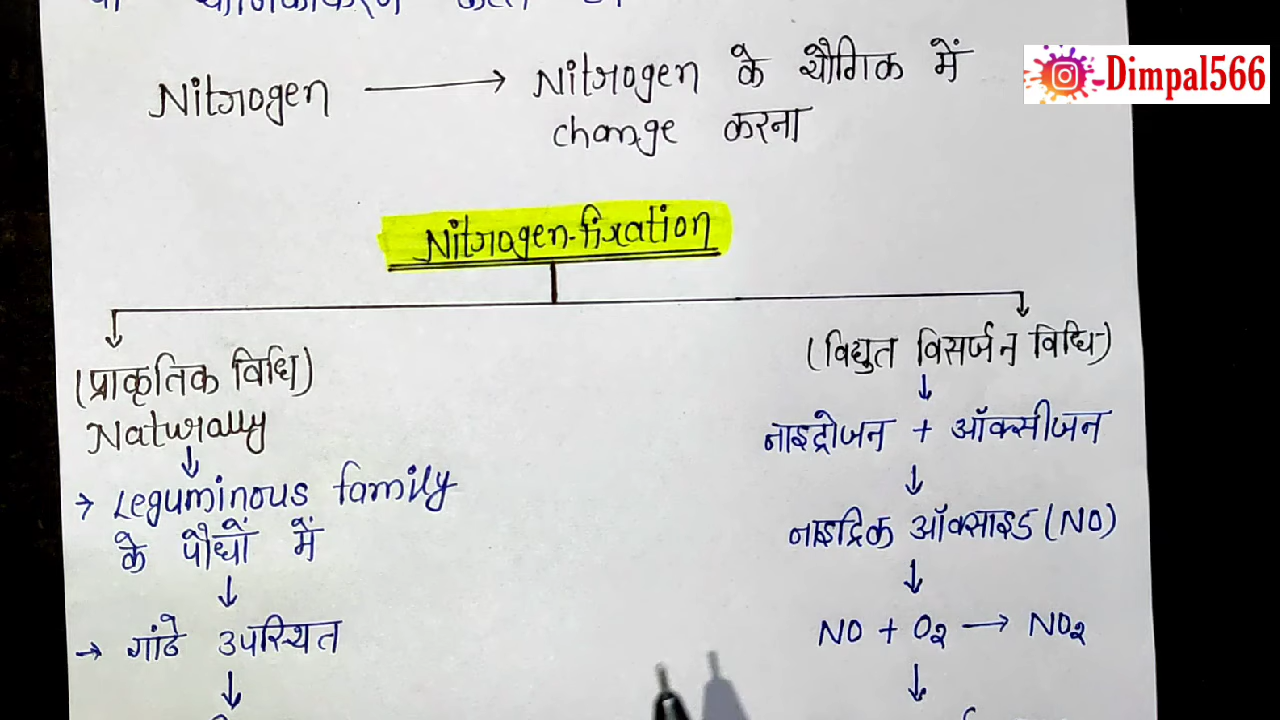 Nitrogen → Nitrogen के यौगिक में
change करना
-Dimpal566
Nitrogen-fixation
(प्राकृतिक विधि)
Naturally
↓
→ Leguminous family
के पौधों में
↓
→ गांठे उपस्थित
↓
(विद्युत विसर्जन विधि)
↓
नाइट्रोजन + ऑक्सीजन
↓
नाइट्रिक ऑक्साइड (NO)
↓
NO + O₂ → NO₂
↓